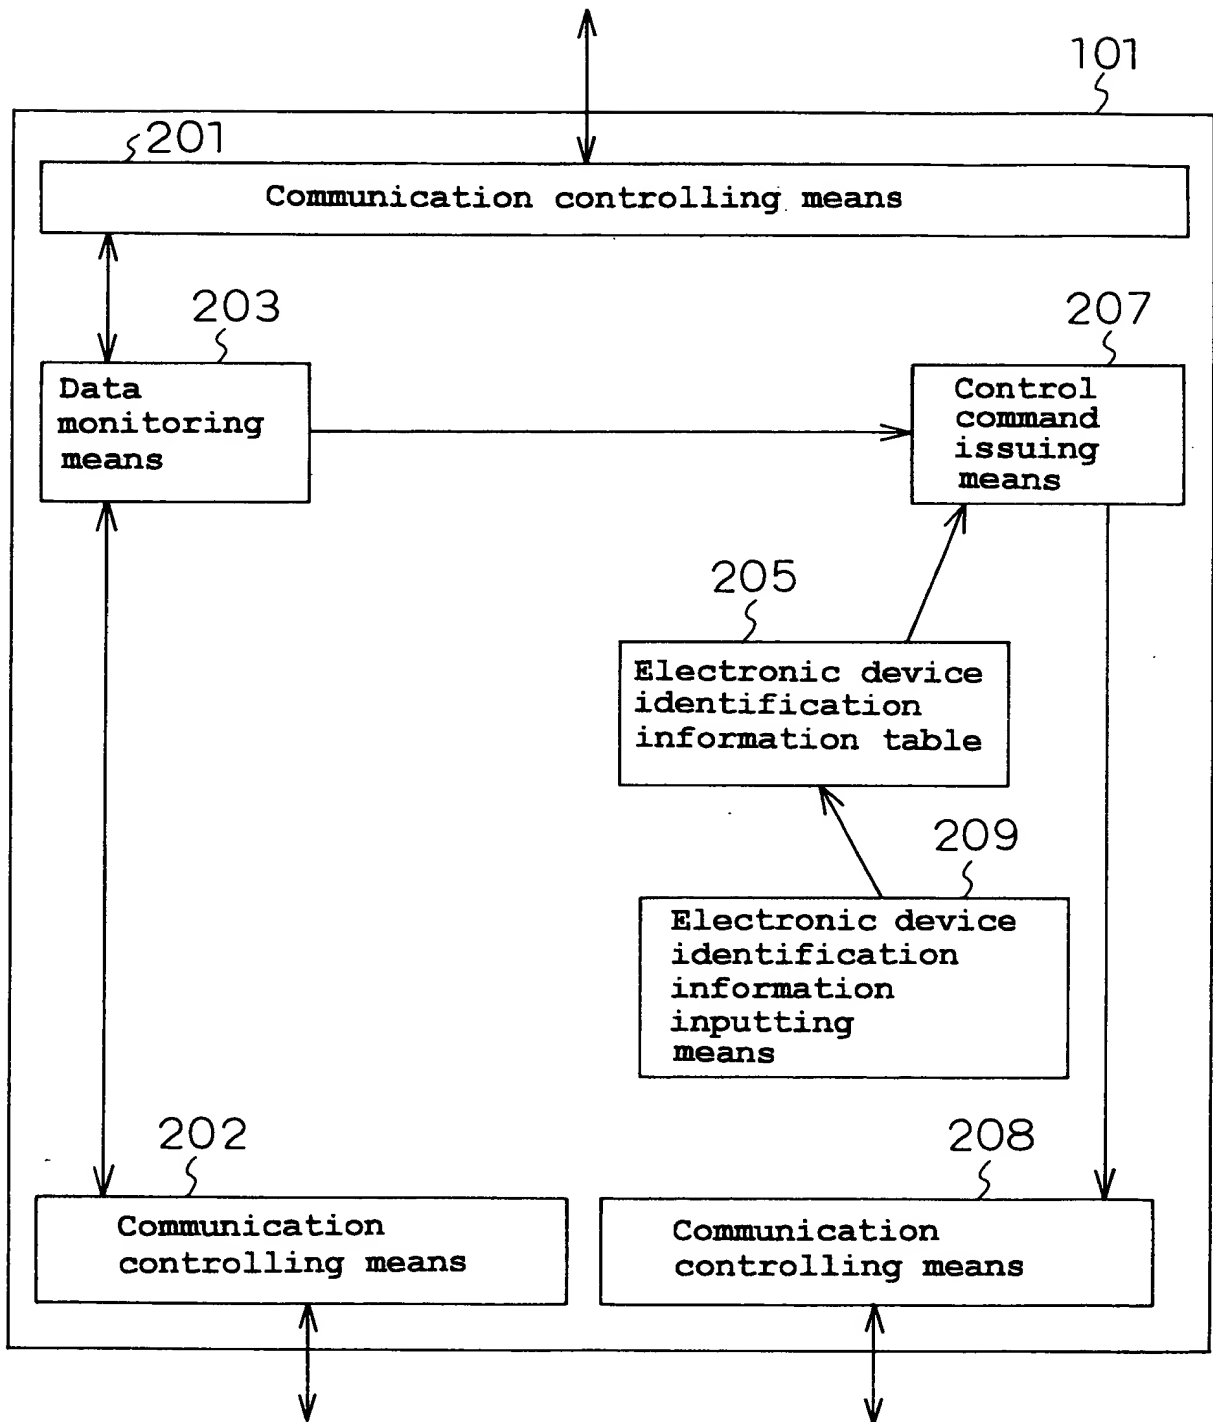 101
201
Communication controlling means
203
207
Data
monitoring
means
Control
command
issuing
means
205
Electronic device
identification
information table
209
Electronic device
identification
information
inputting
means
202
208
Communication
controlling means
Communication
controlling means